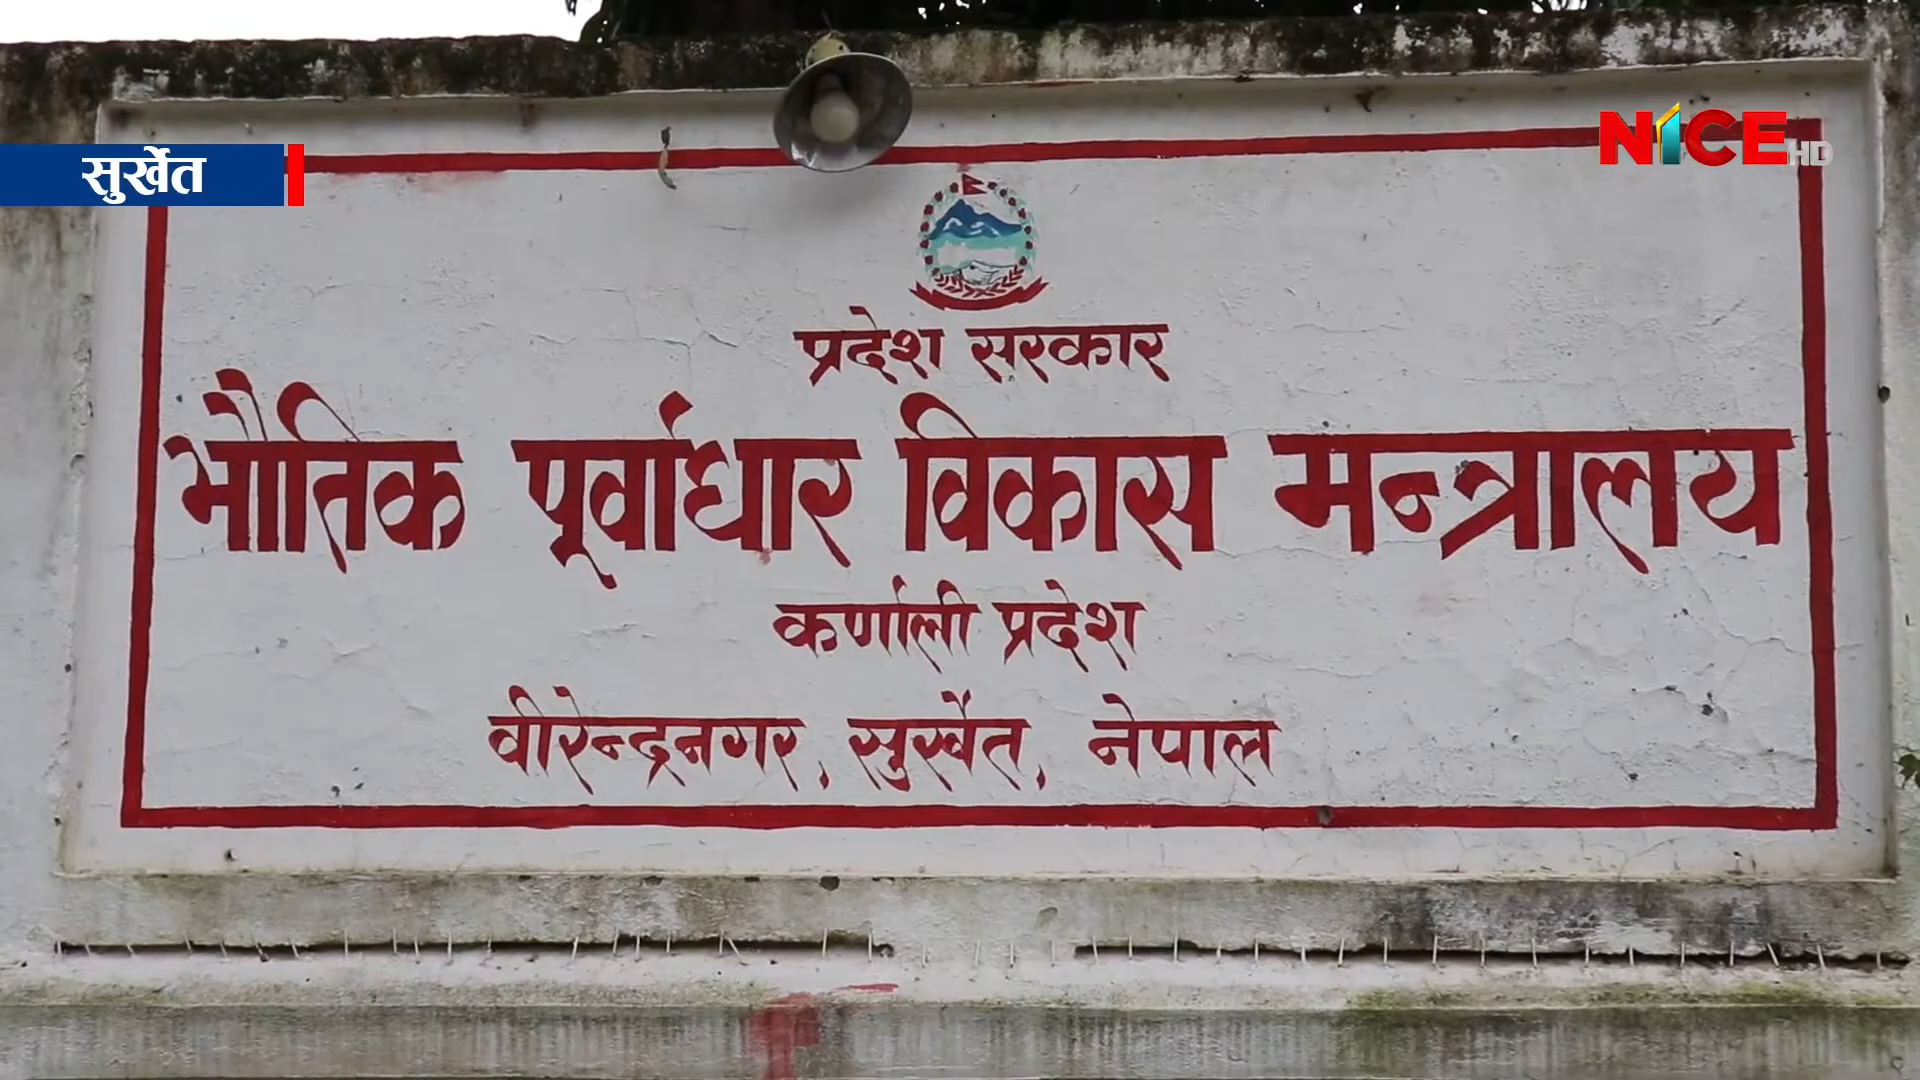 सुर्खेत
NICE HD
प्रदेश सरकार
भौतिक पूर्वाधार विकास मन्त्रालय
कर्णाली प्रदेश
वीरेन्द्रनगर, सुर्खेत, नेपाल